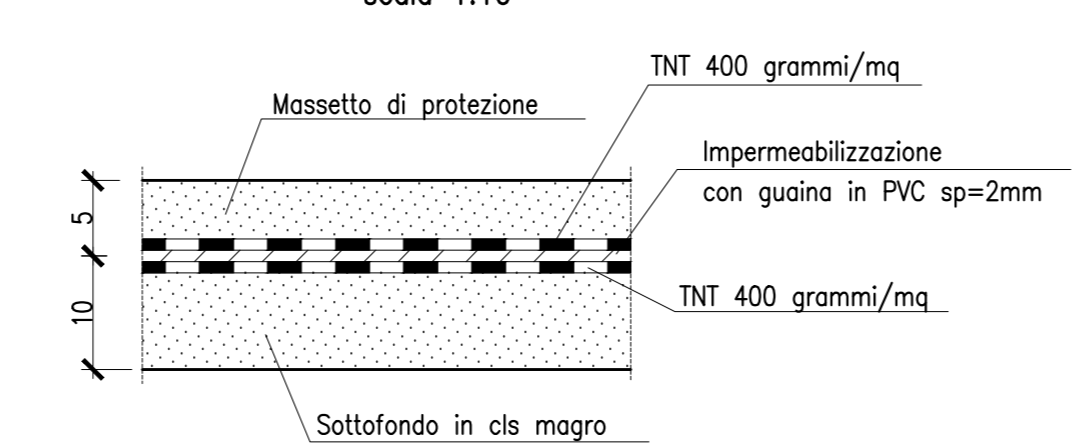 TNT 400 grammi/mq
Massetto di protezione
Impermeabilizzazione
con guaina in PVC sp=2mm
5
10
TNT 400 grammi/mq
Sottofondo in cls magro